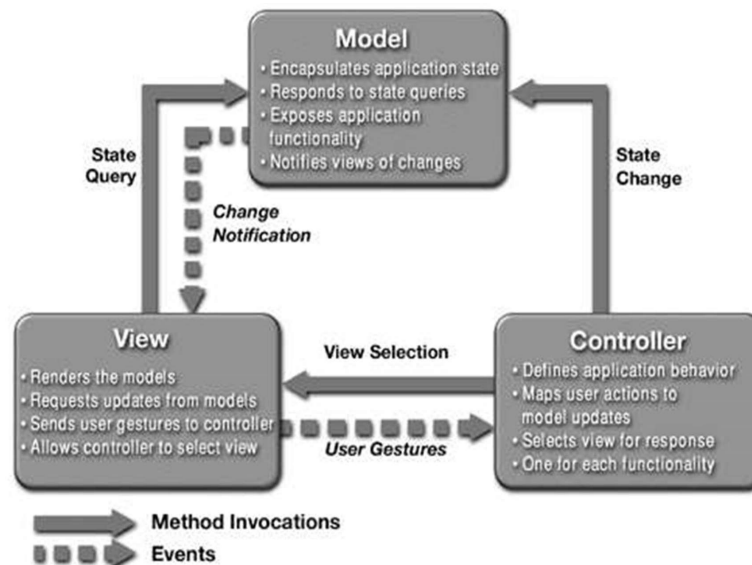 Model
• Encapsulates application state
• Responds to state queries
• Exposes application
functionality
• Notifies views of changes
State
Query
State
Change
Change
Notification
View
• Renders the models
• Requests updates from models
• Sends user gestures to controller
• Allows controller to select view
View Selection
User Gestures
Controller
• Defines application behavior
• Maps user actions to
model updates
• Selects view for response
• One for each functionality
Method Invocations
Events